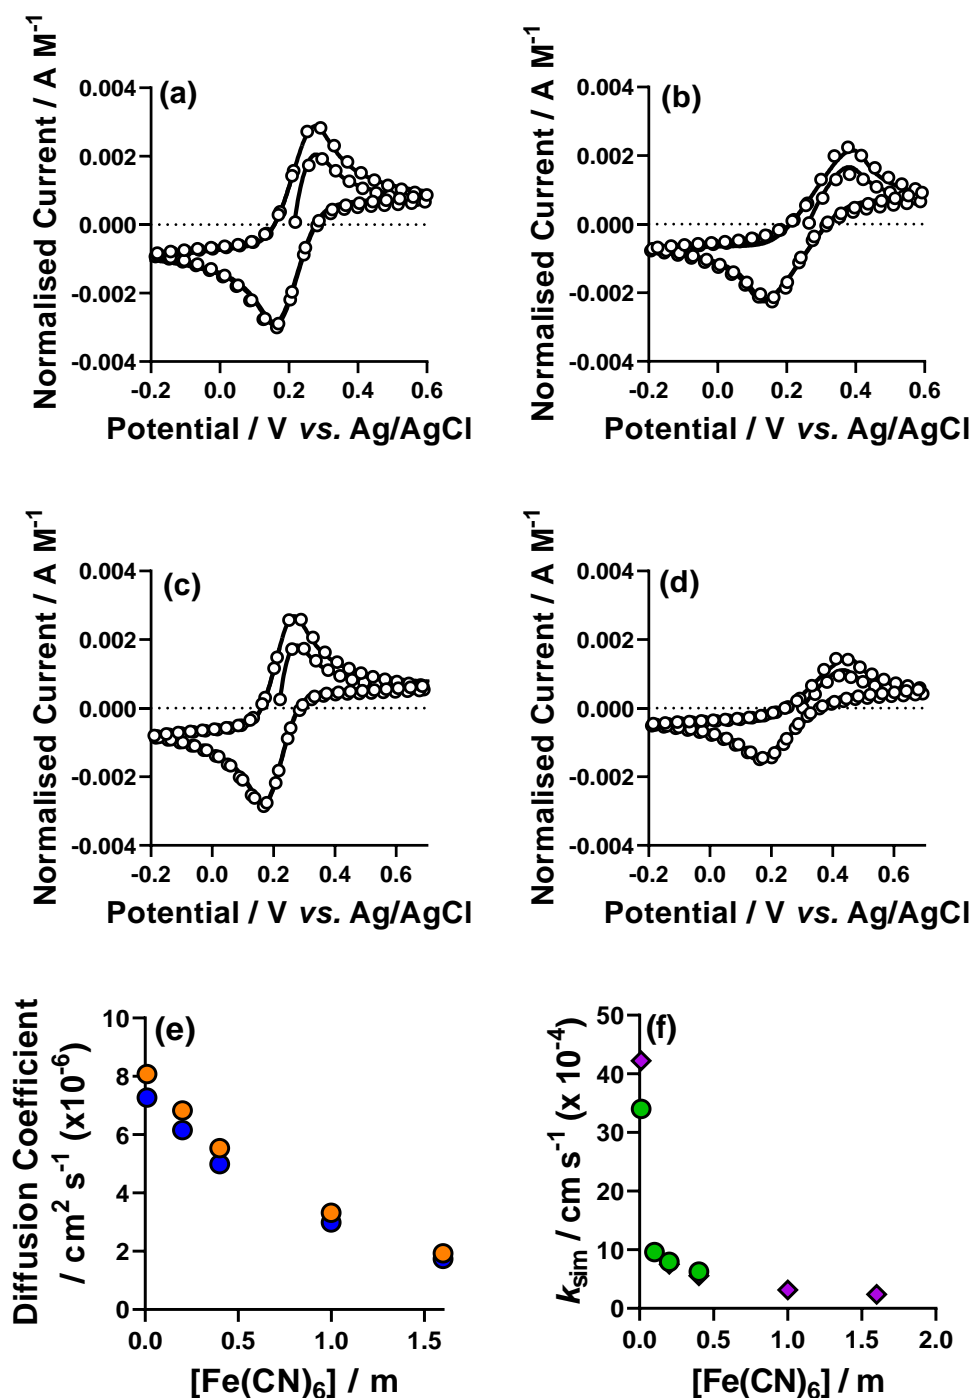 Normalised Current / A M⁻¹
(a)
0.004
0.002
0.000
-0.002
-0.004
-0.2 0.0 0.2 0.4 0.6
Potential / V vs. Ag/AgCl
Normalised Current / A M⁻¹
(b)
0.004
0.002
0.000
-0.002
-0.004
-0.2 0.0 0.2 0.4 0.6
Potential / V vs. Ag/AgCl
Normalised Current / A M⁻¹
(c)
0.004
0.002
0.000
-0.002
-0.004
-0.2 0.0 0.2 0.4 0.6
Potential / V vs. Ag/AgCl
Normalised Current / A M⁻¹
(d)
0.004
0.002
0.000
-0.002
-0.004
-0.2 0.0 0.2 0.4 0.6
Potential / V vs. Ag/AgCl
Diffusion Coefficient
/ cm² s⁻¹ (x10⁻⁶)
(e)
10
8
6
4
2
0
0.0 0.5 1.0 1.5
[Fe(CN)₆] / m
k_sim / cm s⁻¹ (x 10⁻⁴)
(f)
50
40
30
20
10
0
0.0 0.5 1.0 1.5 2.0
[Fe(CN)₆] / m